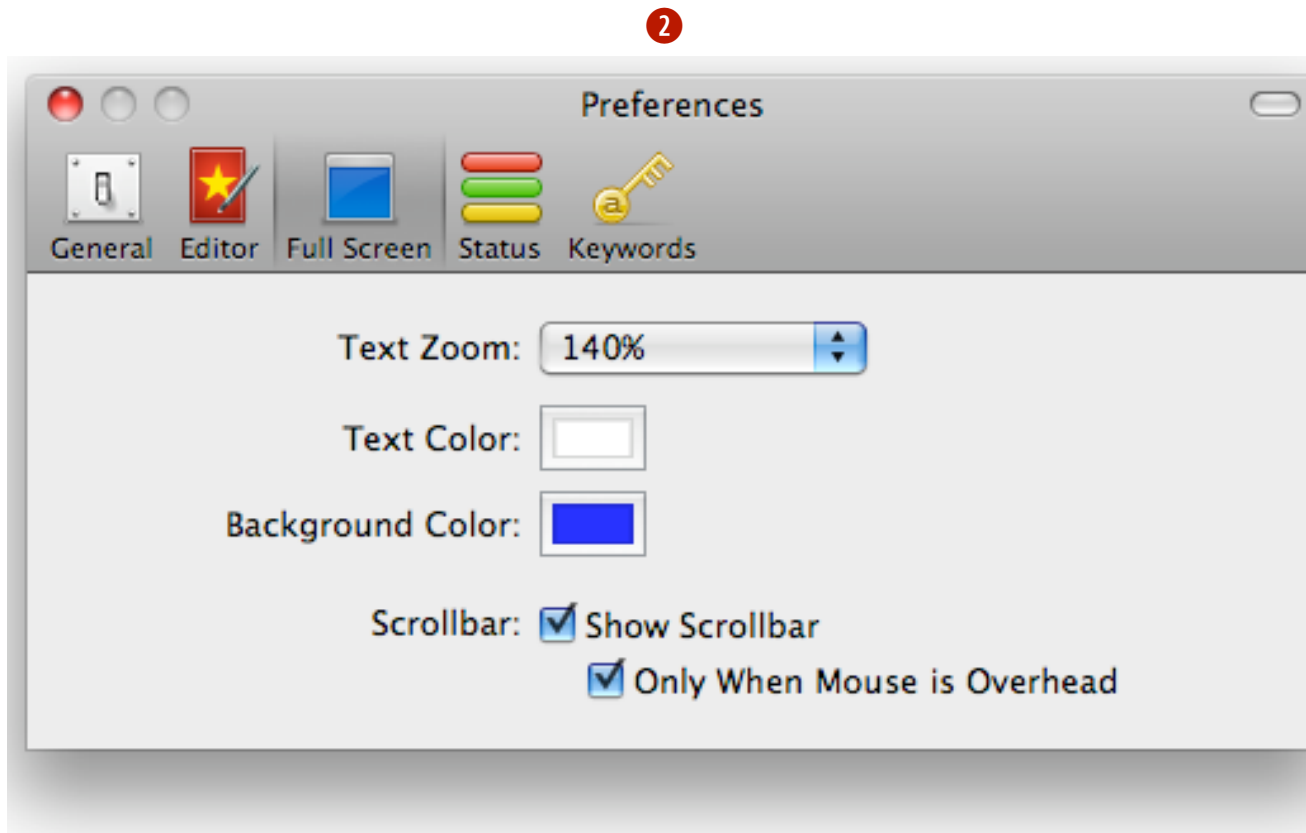 2
Preferences
General Editor Full Screen Status Keywords
Text Zoom: 140%
Text Color:
Background Color:
Scrollbar: Show Scrollbar
Only When Mouse is Overhead